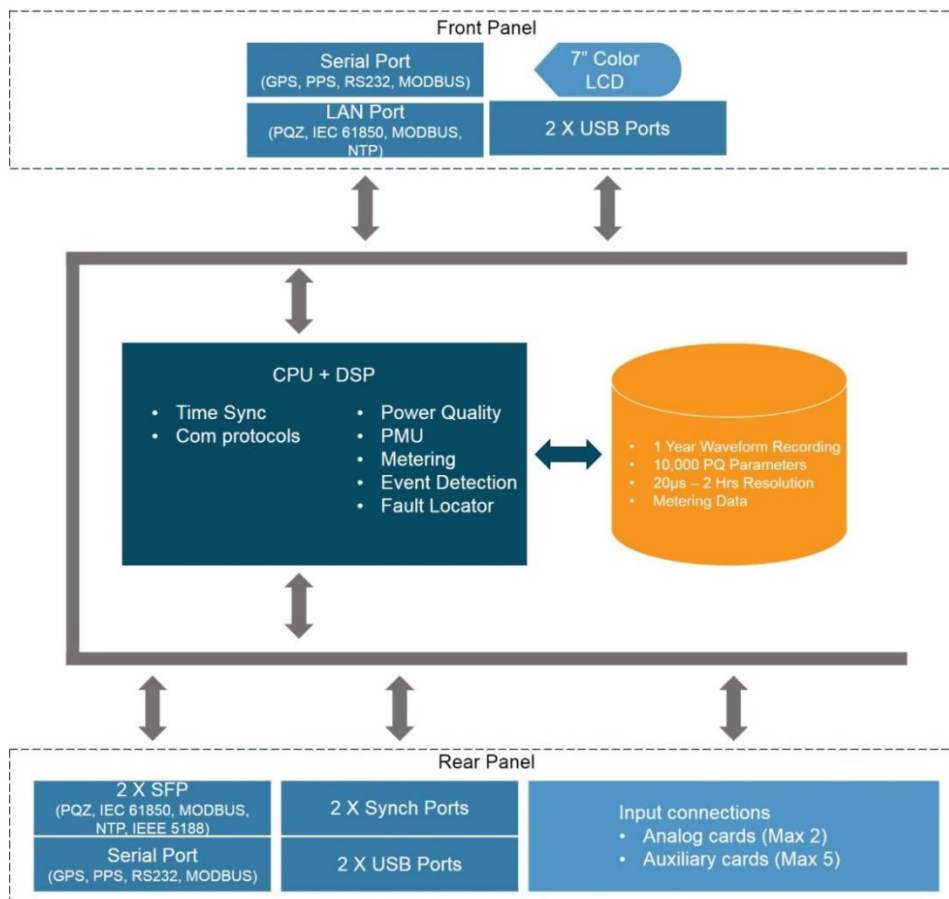 Front Panel
Serial Port
(GPS, PPS, RS232, MODBUS)
7” Color
LCD
LAN Port
(PQZ, IEC 61850, MODBUS,
NTP)
2 X USB Ports
CPU + DSP
• Time Sync
• Com protocols
• Power Quality
• PMU
• Metering
• Event Detection
• Fault Locator
• 1 Year Waveform Recording
• 10,000 PQ Parameters
• 20µs – 2 Hrs Resolution
• Metering Data
Rear Panel
2 X SFP
(PQZ, IEC 61850, MODBUS,
NTP, IEEE 5188)
Serial Port
(GPS, PPS, RS232, MODBUS)
2 X Synch Ports
2 X USB Ports
Input connections
• Analog cards (Max 2)
• Auxiliary cards (Max 5)